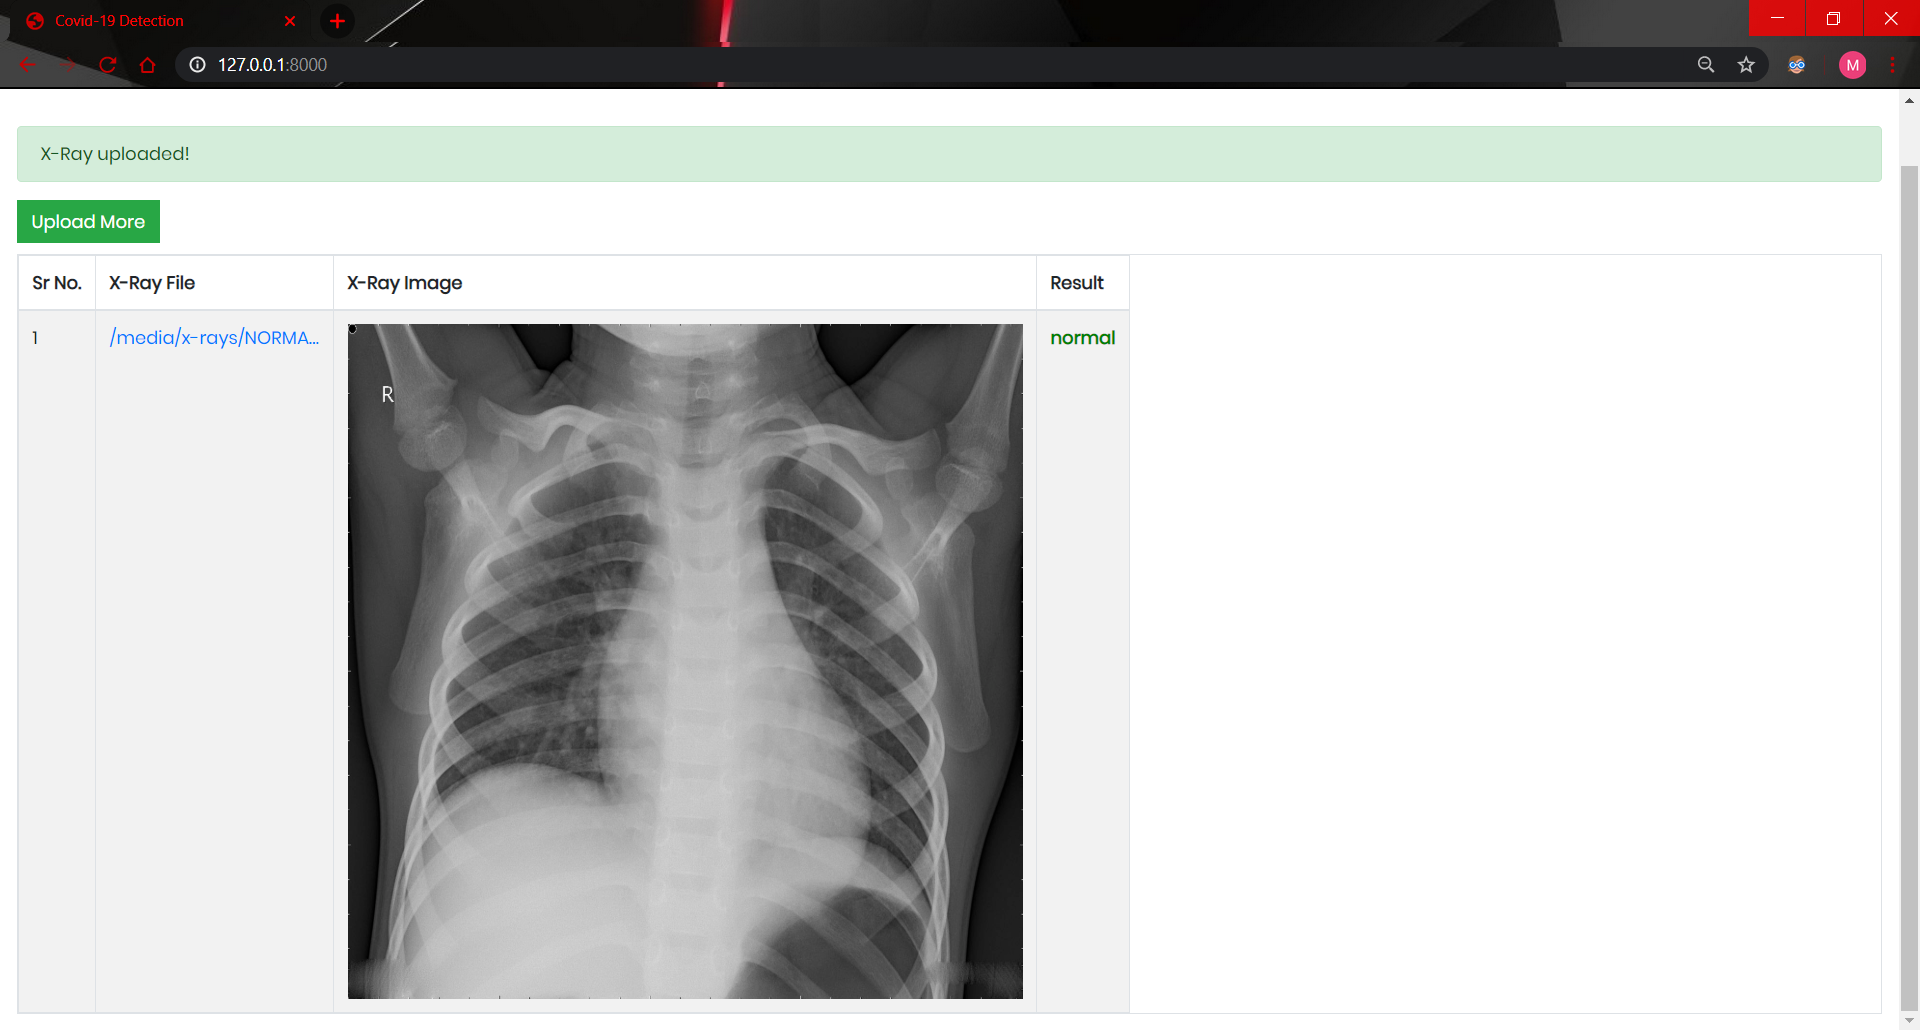 Covid-19 Detection
127.0.0.1:8000
M
X-Ray uploaded!
Upload More
Sr No. X-Ray File X-Ray Image Result
1 /media/x-rays/NORMA... normal
R